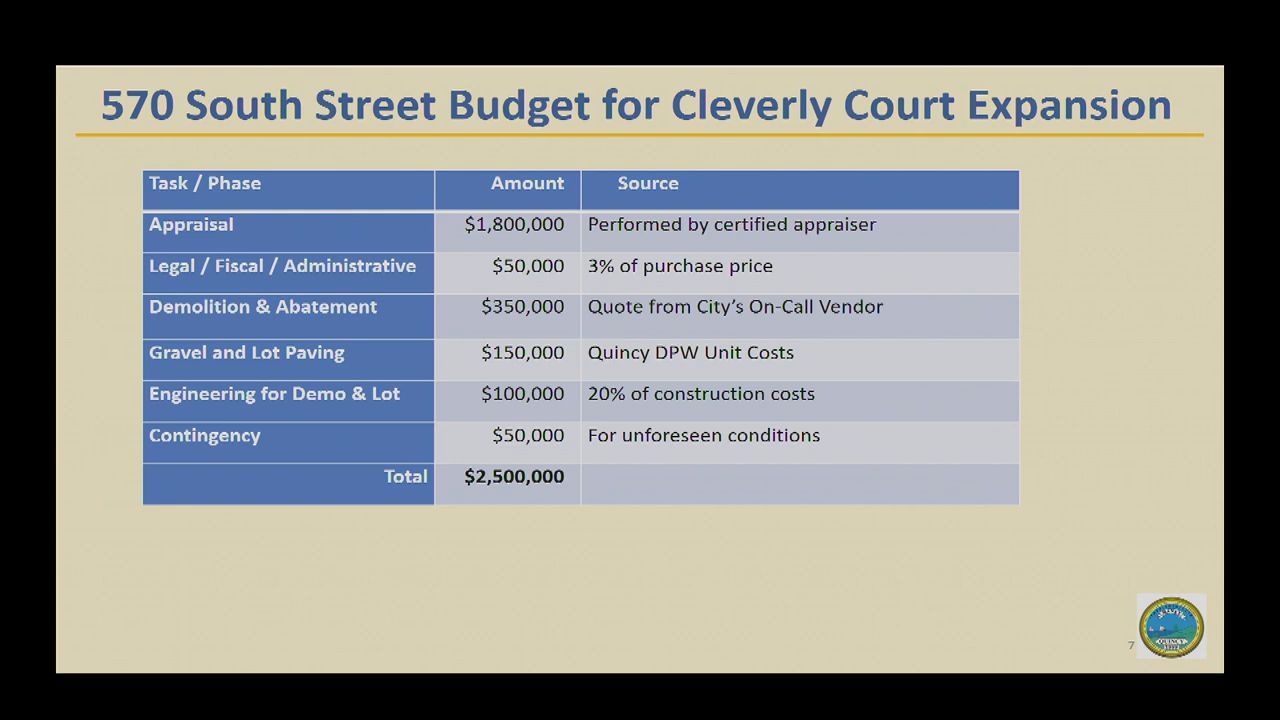 570 South Street Budget for Cleverly Court Expansion
Task / Phase Amount Source
Appraisal $1,800,000 Performed by certified appraiser
Legal / Fiscal / Administrative $50,000 3% of purchase price
Demolition & Abatement $350,000 Quote from City's On-Call Vendor
Gravel and Lot Paving $150,000 Quincy DPW Unit Costs
Engineering for Demo & Lot $100,000 20% of construction costs
Contingency $50,000 For unforeseen conditions
Total $2,500,000
7
QUINCY